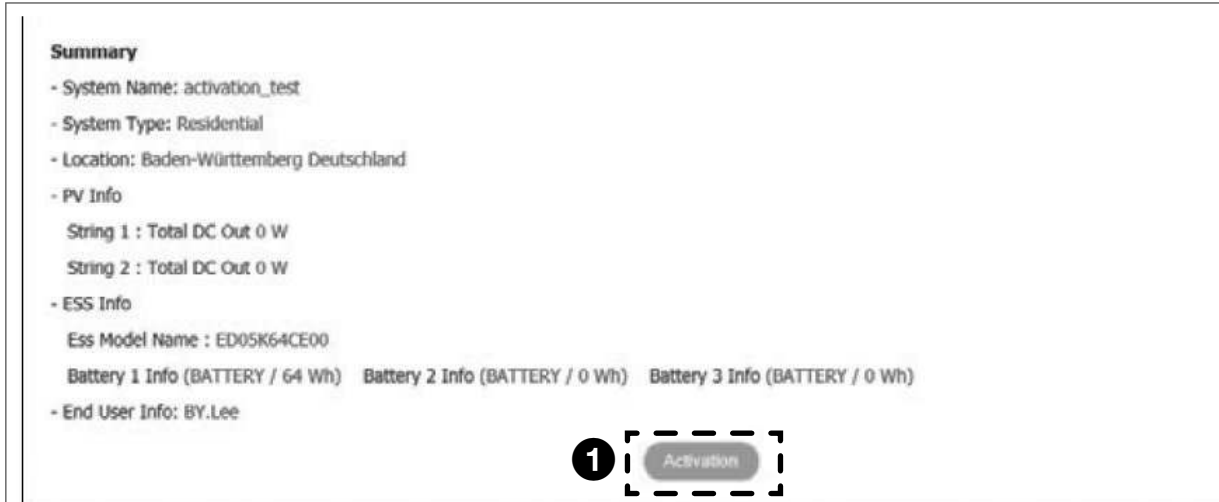 Summary
- System Name: activation_test
- System Type: Residential
- Location: Baden-Württemberg Deutschland
- PV Info
String 1 : Total DC Out 0 W
String 2 : Total DC Out 0 W
- ESS Info
Ess Model Name : ED05K64CE00
Battery 1 Info (BATTERY / 64 Wh) Battery 2 Info (BATTERY / 0 Wh) Battery 3 Info (BATTERY / 0 Wh)
- End User Info: BY.Lee
1 Activation